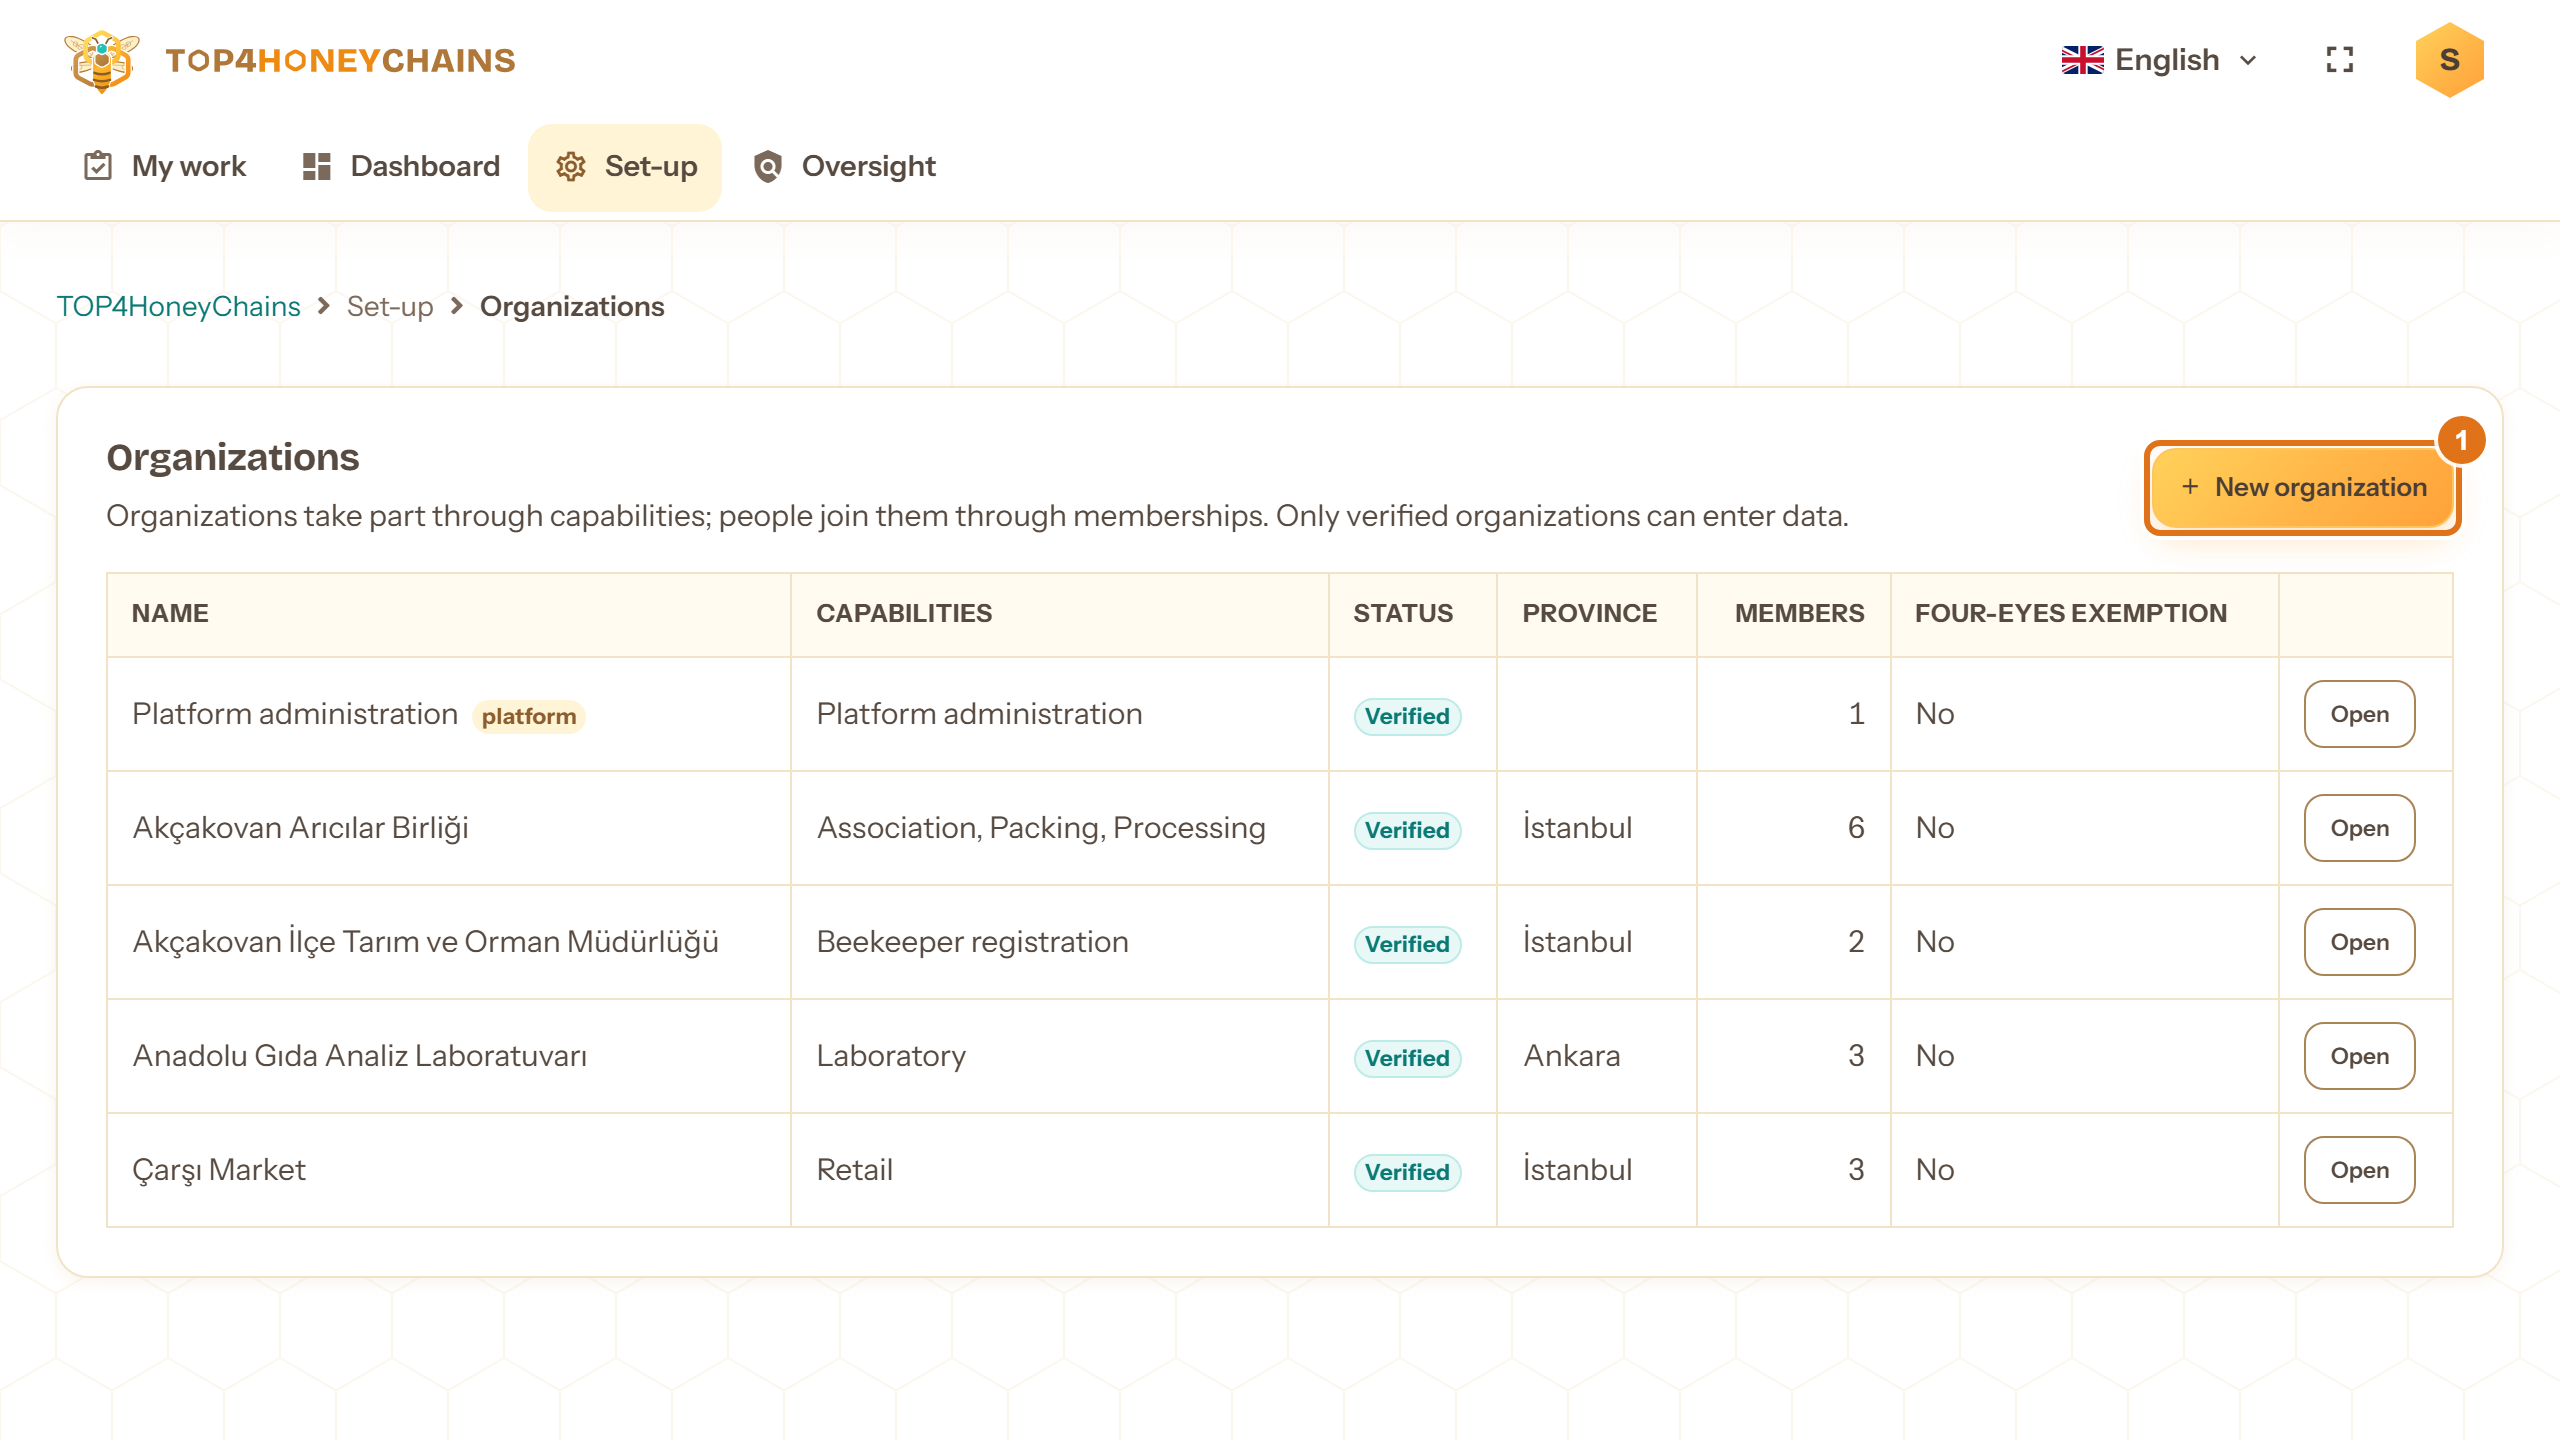 TOP4HONEYCHAINS
English
S
My work
Dashboard
Set-up
Oversight
TOP4HoneyChains > Set-up > Organizations
Organizations
1
+ New organization
Organizations take part through capabilities; people join them through memberships. Only verified organizations can enter data.
NAME CAPABILITIES STATUS PROVINCE MEMBERS FOUR-EYES EXEMPTION
Platform administration platform Platform administration Verified 1 No Open
Akçakovan Arıcılar Birliği Association, Packing, Processing Verified İstanbul 6 No Open
Akçakovan İlçe Tarım ve Orman Müdürlüğü Beekeeper registration Verified İstanbul 2 No Open
Anadolu Gıda Analiz Laboratuvarı Laboratory Verified Ankara 3 No Open
Çarşı Market Retail Verified İstanbul 3 No Open